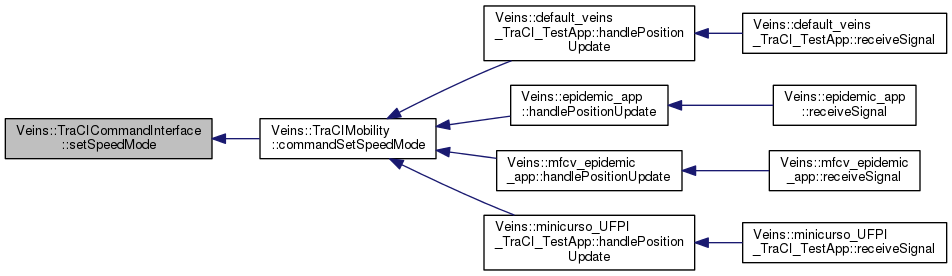 Veins::TraCICommandInterface
::setSpeedMode
Veins::TraCIMobility
::commandSetSpeedMode
Veins::default_veins
_TraCI_TestApp::handlePosition
Update
Veins::default_veins
_TraCI_TestApp::receiveSignal
Veins::epidemic_app
::handlePositionUpdate
Veins::epidemic_app
::receiveSignal
Veins::mfcv_epidemic
_app::handlePositionUpdate
Veins::mfcv_epidemic
_app::receiveSignal
Veins::minicurso_UFPI
_TraCI_TestApp::handlePosition
Update
Veins::minicurso_UFPI
_TraCI_TestApp::receiveSignal